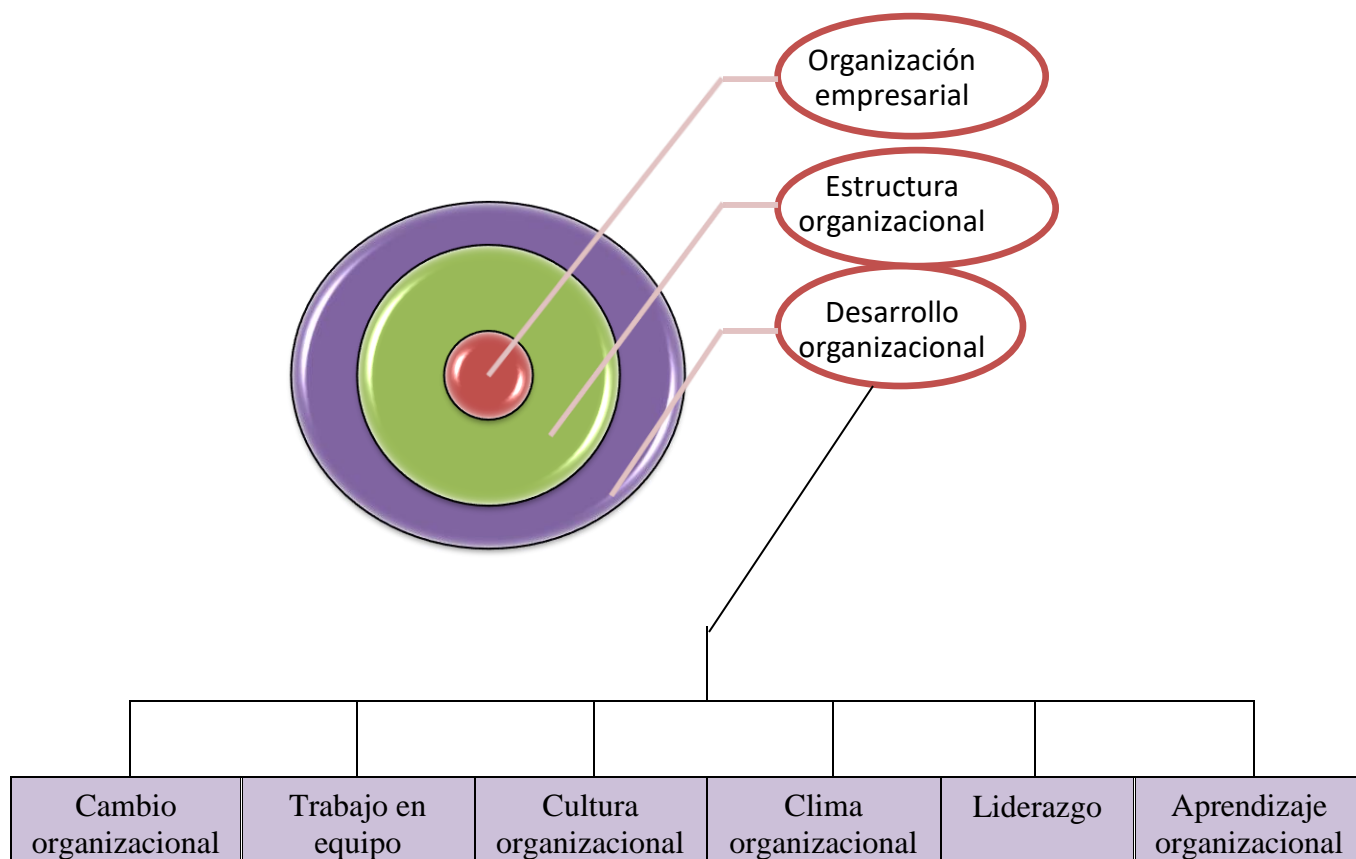 Organización
empresarial
Estructura
organizacional
Desarrollo
organizacional
Cambio
organizacional
Trabajo en
equipo
Cultura
organizacional
Clima
organizacional
Liderazgo
Aprendizaje
organizacional